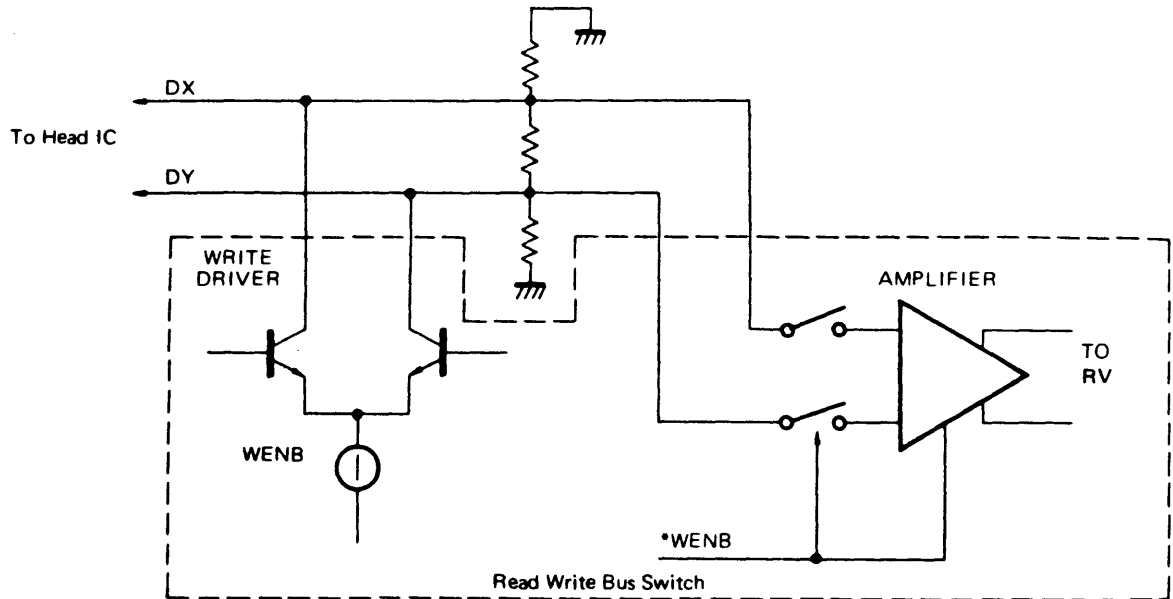 DX
To Head IC
DY
WRITE
DRIVER
AMPLIFIER
TO
RV
WENB
*WENB
Read Write Bus Switch